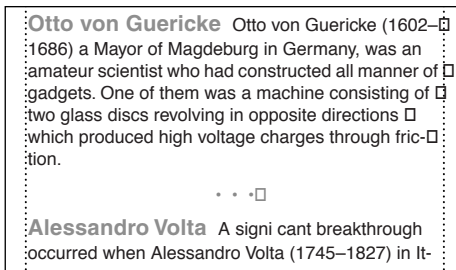 Otto von Guericke Otto von Guericke (1602–
1686) a Mayor of Magdeburg in Germany, was an
amateur scientist who had constructed all manner of
gadgets. One of them was a machine consisting of
two glass discs revolving in opposite directions
which produced high voltage charges through fric-
tion.
• • •
Alessandro Volta A signi cant breakthrough
occurred when Alessandro Volta (1745–1827) in It-